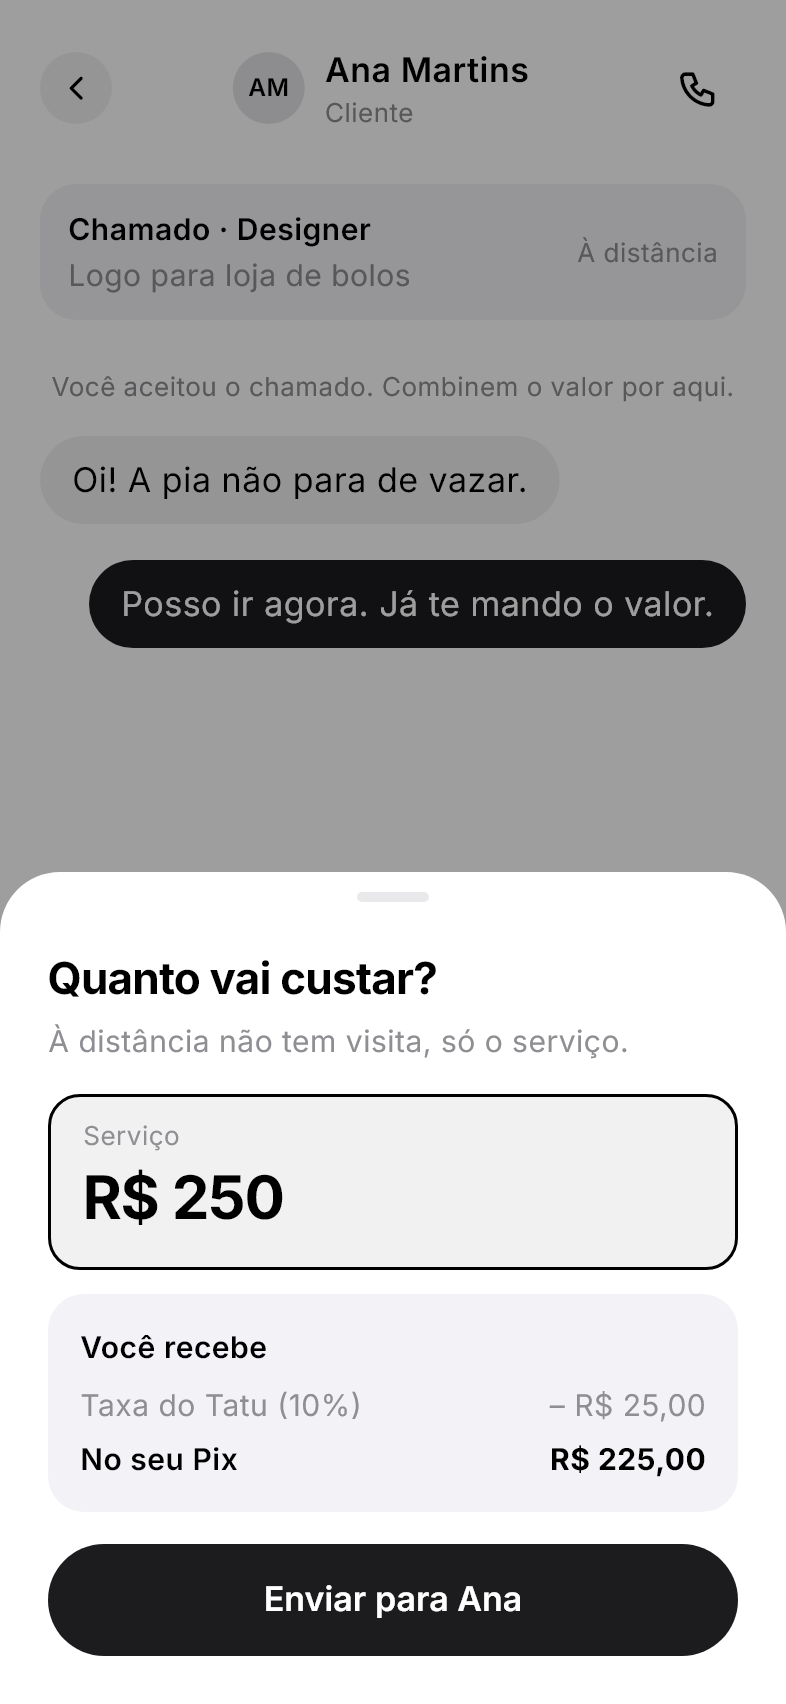 AM
Ana Martins
Cliente
Chamado · Designer
Logo para loja de bolos
À distância
Você aceitou o chamado. Combinem o valor por aqui.
Oi! A pia não para de vazar.
Posso ir agora. Já te mando o valor.
Quanto vai custar?
À distância não tem visita, só o serviço.
Serviço
R$ 250
Você recebe
Taxa do Tatu (10%) – R$ 25,00
No seu Pix R$ 225,00
Enviar para Ana